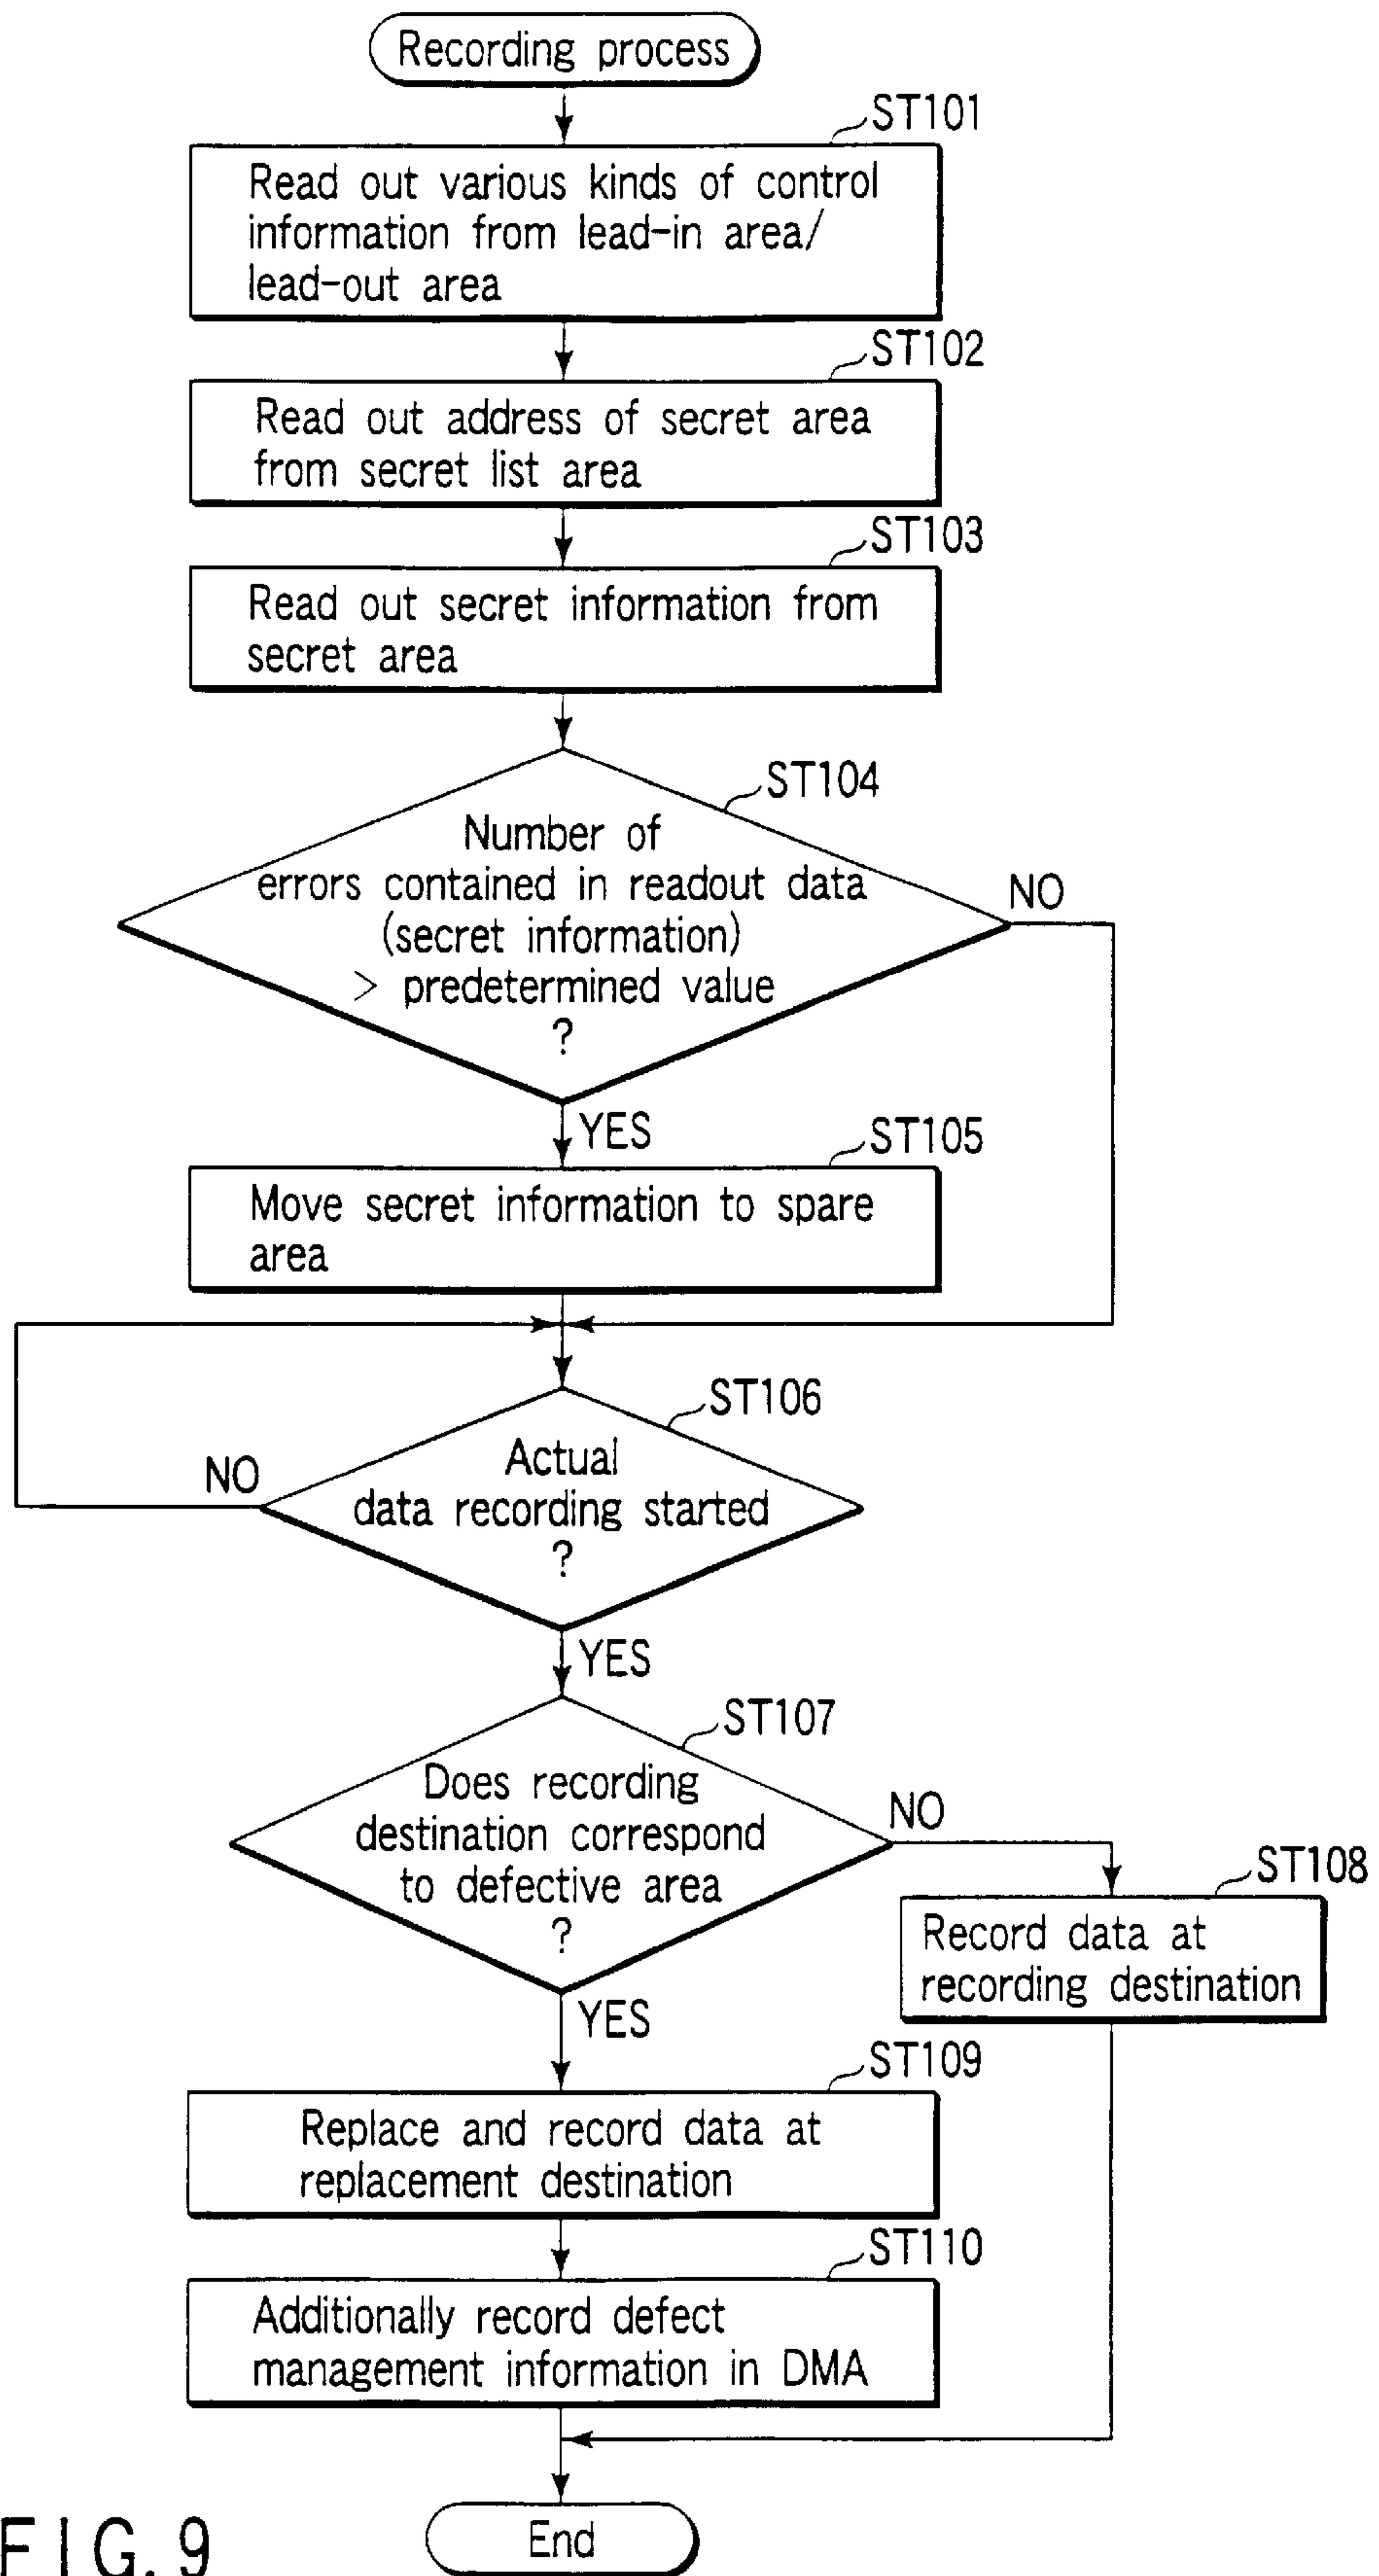 Recording process
ST101
Read out various kinds of control
information from lead-in area/
lead-out area
ST102
Read out address of secret area
from secret list area
ST103
Read out secret information from
secret area
ST104
Number of
errors contained in readout data
(secret information)
> predetermined value
?
NO
YES
ST105
Move secret information to spare
area
ST106
Actual
data recording started
?
NO
YES
ST107
Does recording
destination correspond
to defective area
?
NO
ST108
Record data at
recording destination
YES
ST109
Replace and record data at
replacement destination
ST110
Additionally record defect
management information in DMA
End
FIG. 9